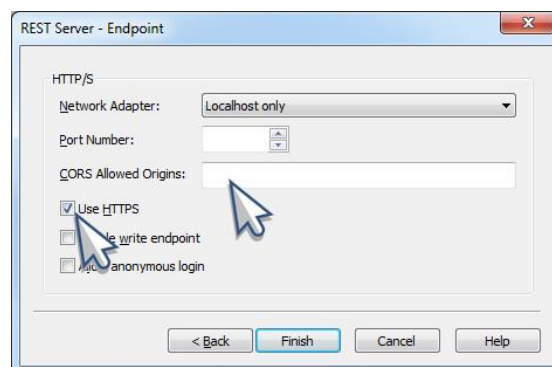 REST Server - Endpoint
HTTP/S
Network Adapter: Localhost only
Port Number:
CORS Allowed Origins:
Use HTTPS
write endpoint
anonymous login
< Back Finish Cancel Help